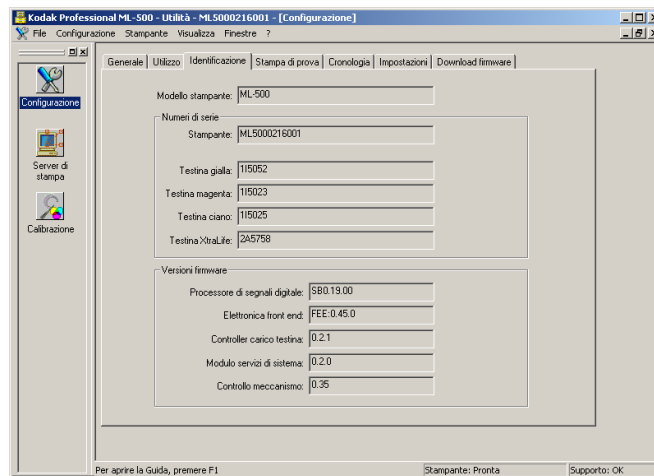 Kodak Professional ML-500 - Utilità - ML5000216001 - [Configurazione]
File Configurazione Stampante Visualizza Finestre ?
Generale Utilizzo Identificazione Stampa di prova Cronologia Impostazioni Download firmware
Configurazione
Server di
stampa
Calibrazione
Modello stampante: ML-500
Numeri di serie
Stampante: ML5000216001
Testina gialla: 1I5052
Testina magenta: 1I5023
Testina ciano: 1I5025
Testina XtraLife: 2A5758
Versioni firmware
Processore di segnali digitale: SB0.19.00
Elettronica front end: FEE:0.45.0
Controller carico testina: 0.2.1
Modulo servizi di sistema: 0.2.0
Controllo meccanismo: 0.35
Per aprire la Guida, premere F1 Stampante: Pronta Supporto: OK